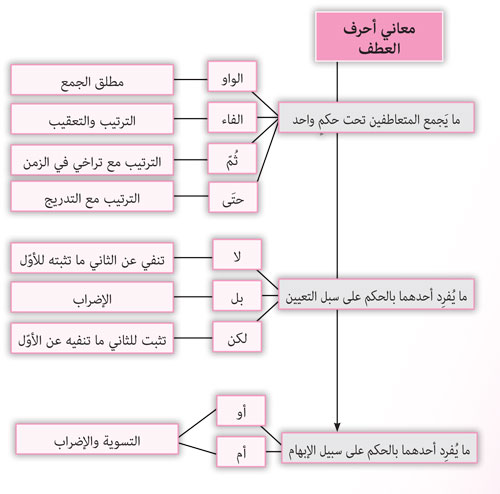 معاني أحرف
العطف
ما يَجمع المتعاطفين تحت حكمٍ واحد
الواو
مطلق الجمع
الفاء
الترتيب والتعقيب
ثُمّ
الترتيب مع تراخي في الزمن
حتَى
الترتيب مع التدريج
ما يُفرِد أحدهما بالحكم على سبل التعيين
لا
تنفي عن الثاني ما تثبته للأوّل
بل
الإضراب
لكن
تثبت للثاني ما تنفيه عن الأوّل
ما يُفرِد أحدهما بالحكم على سبيل الإبهام
أو
أم
التسوية والإضراب